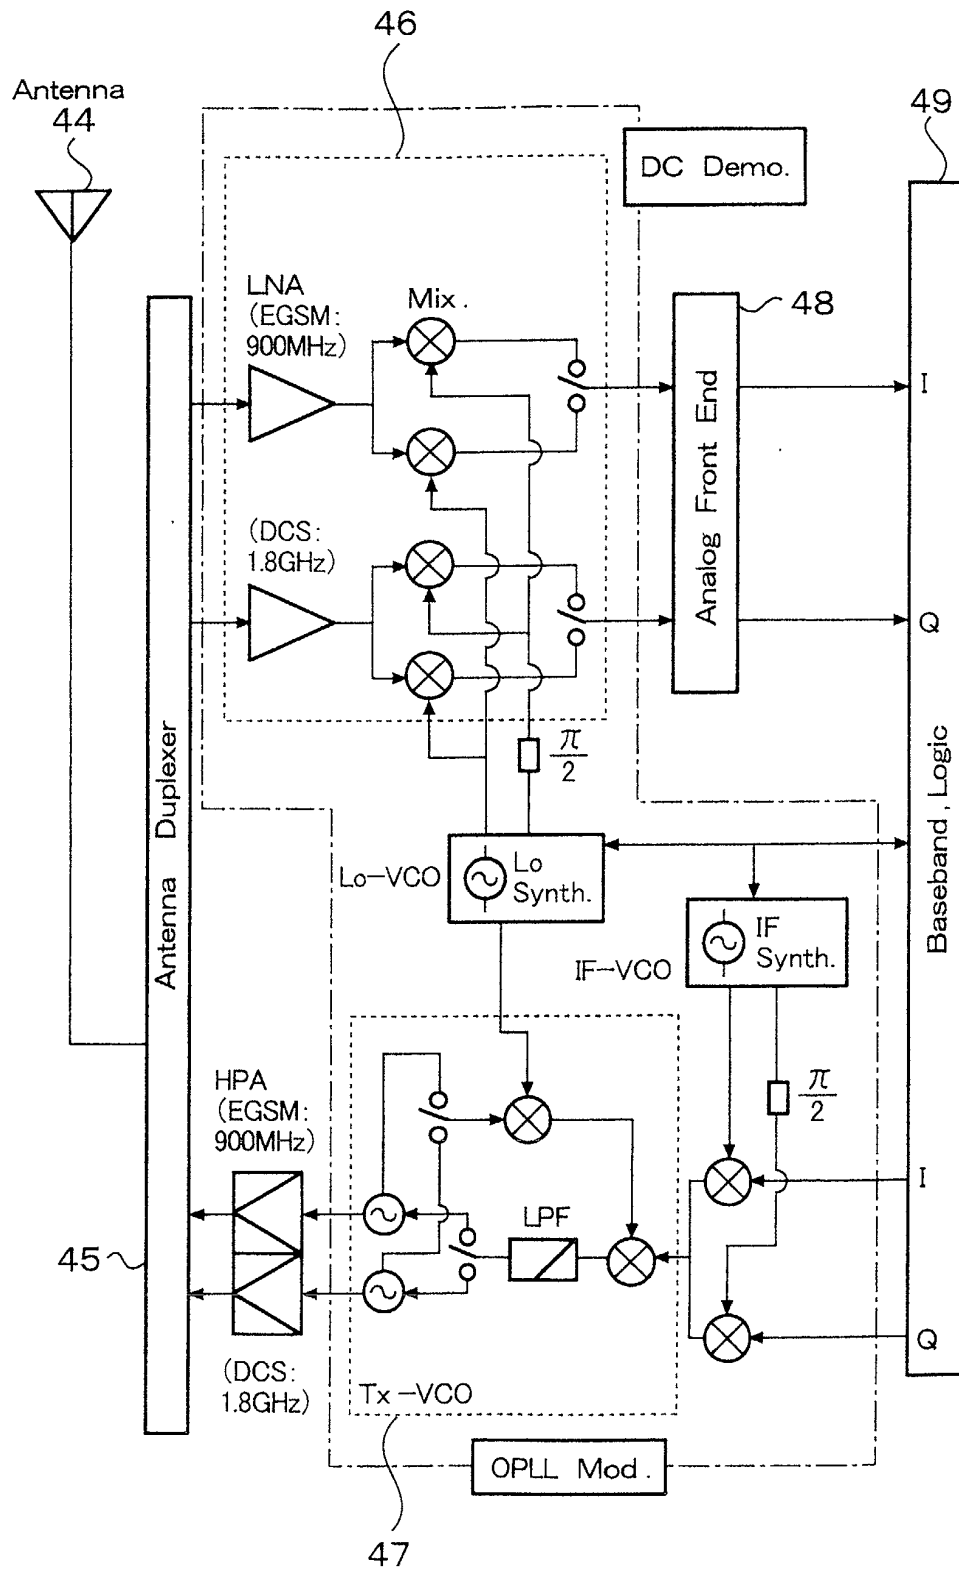 46
Antenna
44
49
DC Demo.
LNA
(EGSM:
900MHz)
Mix.
48
I
Analog Front End
(DCS:
1.8GHz)
Q
π
2
Antenna Duplexer
Baseband, Logic
Lo-VCO
Lo
Synth.
IF
Synth.
IF-VCO
HPA
(EGSM:
900MHz)
π
2
I
LPF
45
Q
(DCS:
1.8GHz)
Tx-VCO
OPLL Mod.
47